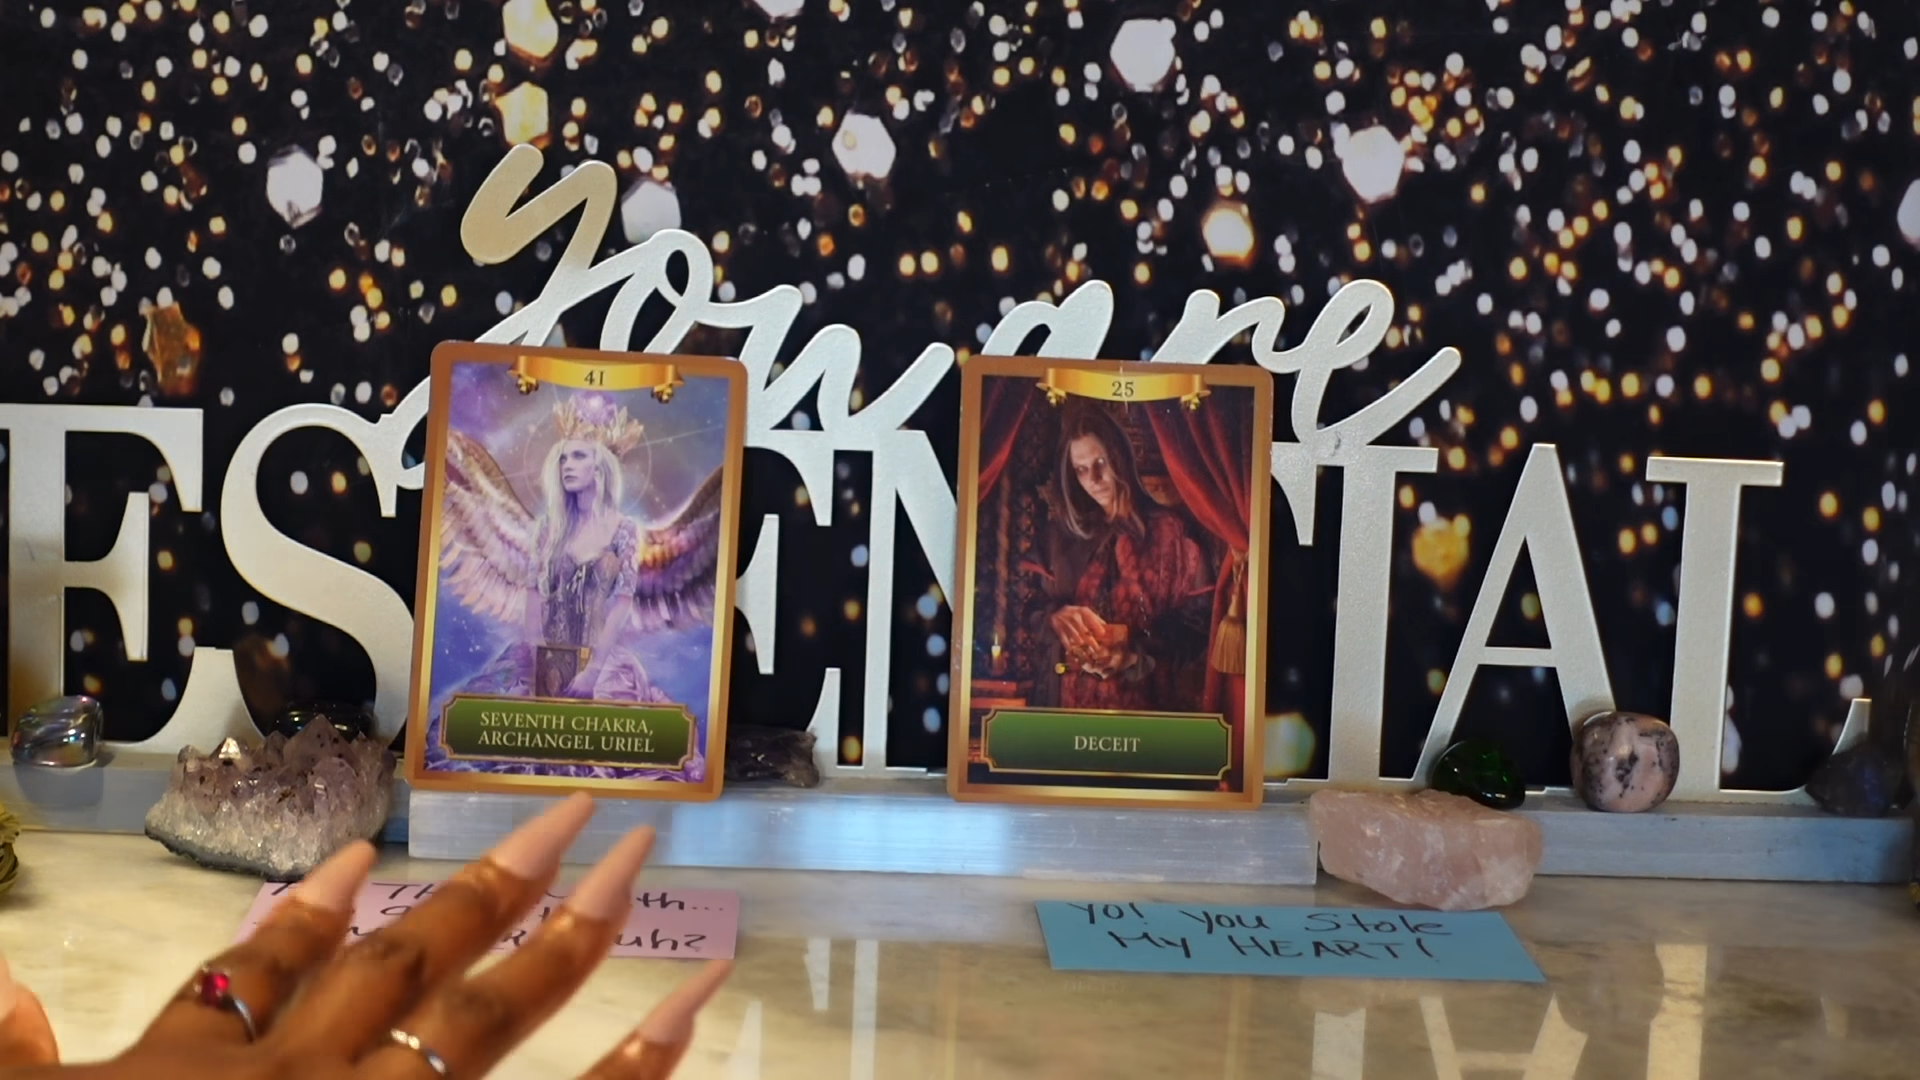 you are
ESSENTIAL
41
SEVENTH CHAKRA,
ARCHANGEL URIEL
25
DECEIT
Yo! You Stole
My HEART!